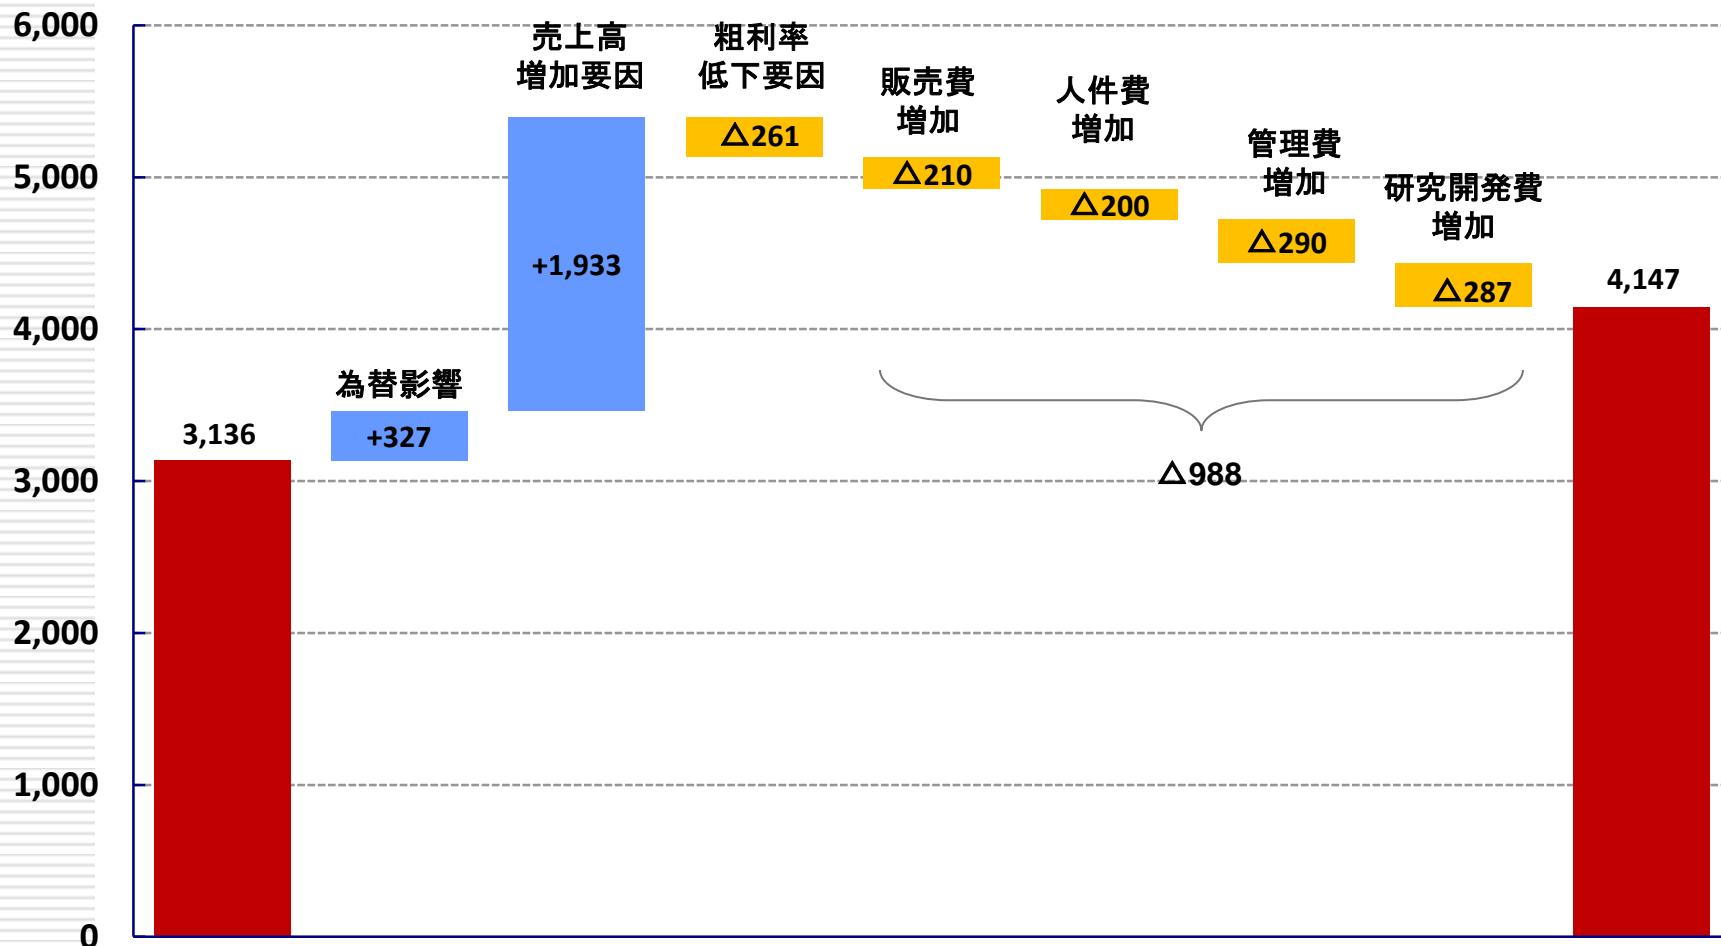 6,000
5,000
4,000
3,000
2,000
1,000
0
3,136
為替影響
+327
売上高
増加要因
+1,933
粗利率
低下要因
△261
販売費
増加
△210
人件費
増加
△200
管理費
増加
△290
研究開発費
増加
△287
△988
4,147